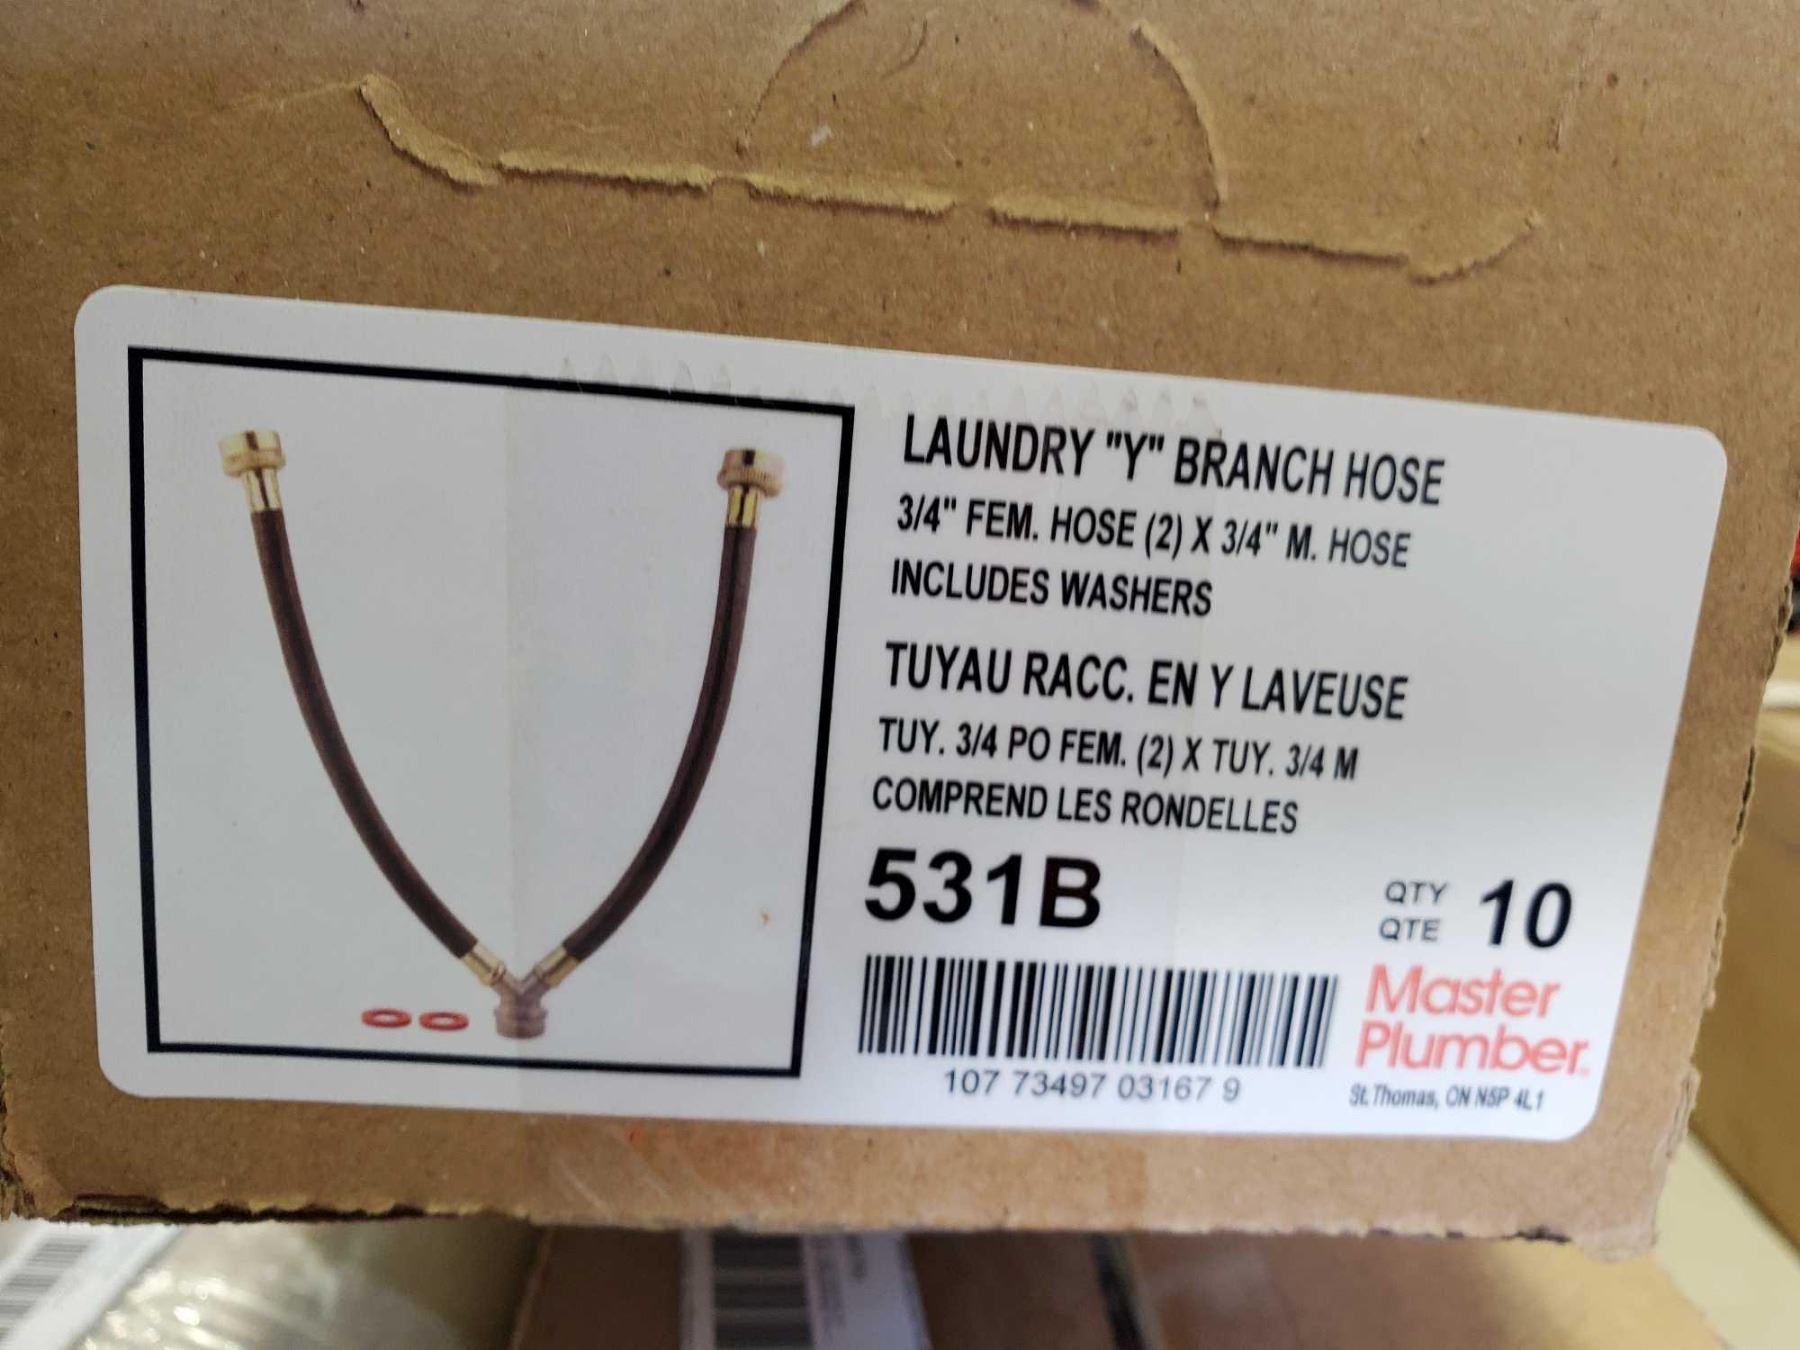 LAUNDRY "Y" BRANCH HOSE
3/4" FEM. HOSE (2) X 3/4" M. HOSE
INCLUDES WASHERS
TUYAU RACC. EN Y LAVEUSE
TUY. 3/4 PO FEM. (2) X TUY. 3/4 M
COMPREND LES RONDELLES
531B
QTY
QTE
10
107 73497 03167 9
Master
Plumber.
St. Thomas, ON N5P 4L1